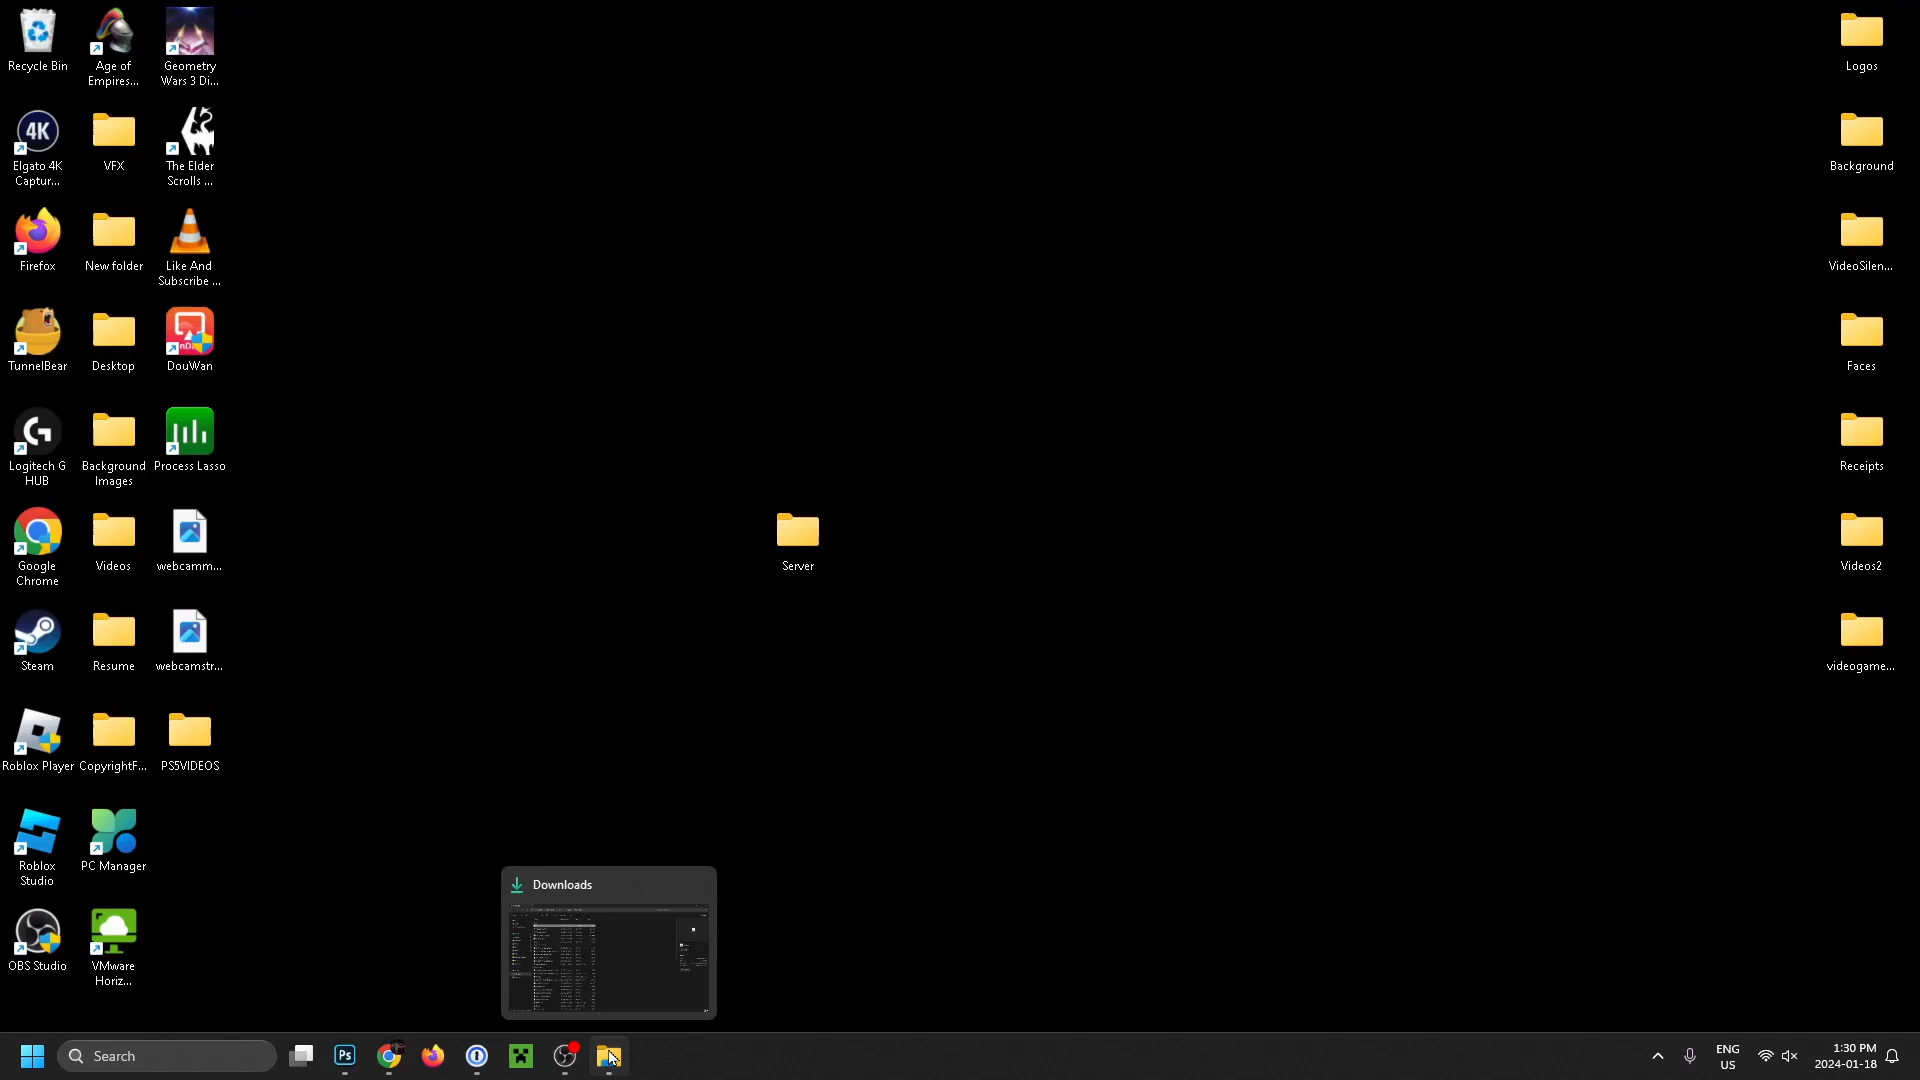 Recycle Bin
Age of
Empires...
Geometry
Wars 3 Di...
Logos
4K
Elgato 4K
Captur...
VFX
The Elder
Scrolls ...
Background
Firefox
New folder
Like And
Subscribe ...
VideoSilen...
TunnelBear
Desktop
DouWan
Faces
Logitech G
HUB
Background
Images
Process Lasso
Receipts
Google
Chrome
Videos
webcamm...
Server
Videos2
Steam
Resume
webcamstr...
videogame...
Roblox Player
CopyrightF...
PS5VIDEOS
Roblox
Studio
PC Manager
OBS Studio
VMware
Horiz...
Downloads
Search
Ps
ENG
US
1:30 PM
2024-01-18